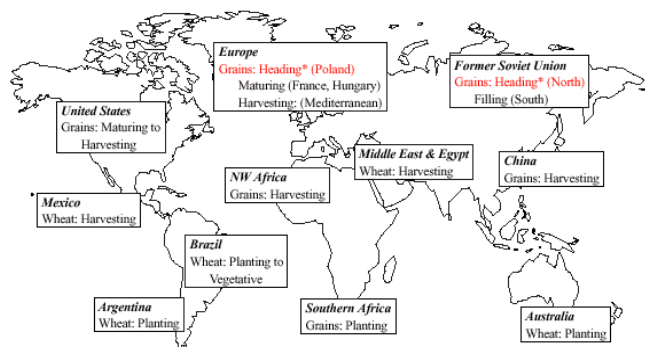 Europe
Grains: Heading* (Poland)
Maturing (France, Hungary)
Harvesting: (Mediterranean)
Former Soviet Union
Grains: Heading* (North)
Filling (South)
United States
Grains: Maturing to
Harvesting
Middle East & Egypt
Wheat: Harvesting
China
Grains: Harvesting
NW Africa
Grains: Harvesting
Mexico
Wheat: Harvesting
Brazil
Wheat: Planting to
Vegetative
Argentina
Wheat: Planting
Southern Africa
Grains: Planting
Australia
Wheat: Planting